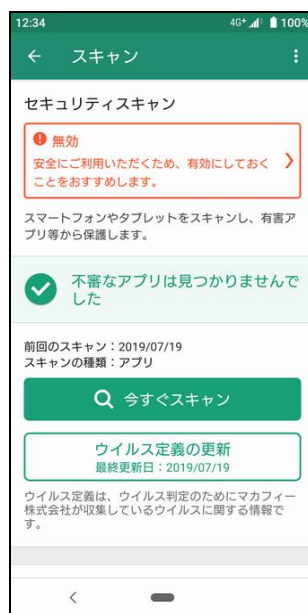 12:34
4G+ 100%
スキャン
セキュリティスキャン
無効
安全にご利用いただくため、有効にしておく
ことをおすすめします。
スマートフォンやタブレットをスキャンし、有害ア
プリ等から保護します。
不審なアプリは見つかりませんで
した
前回のスキャン：2019/07/19
スキャンの種類：アプリ
今すぐスキャン
ウイルス定義の更新
最終更新日：2019/07/19
ウイルス定義は、ウイルス判定のためにマカフィー
株式会社が収集しているウイルスに関する情報で
す。